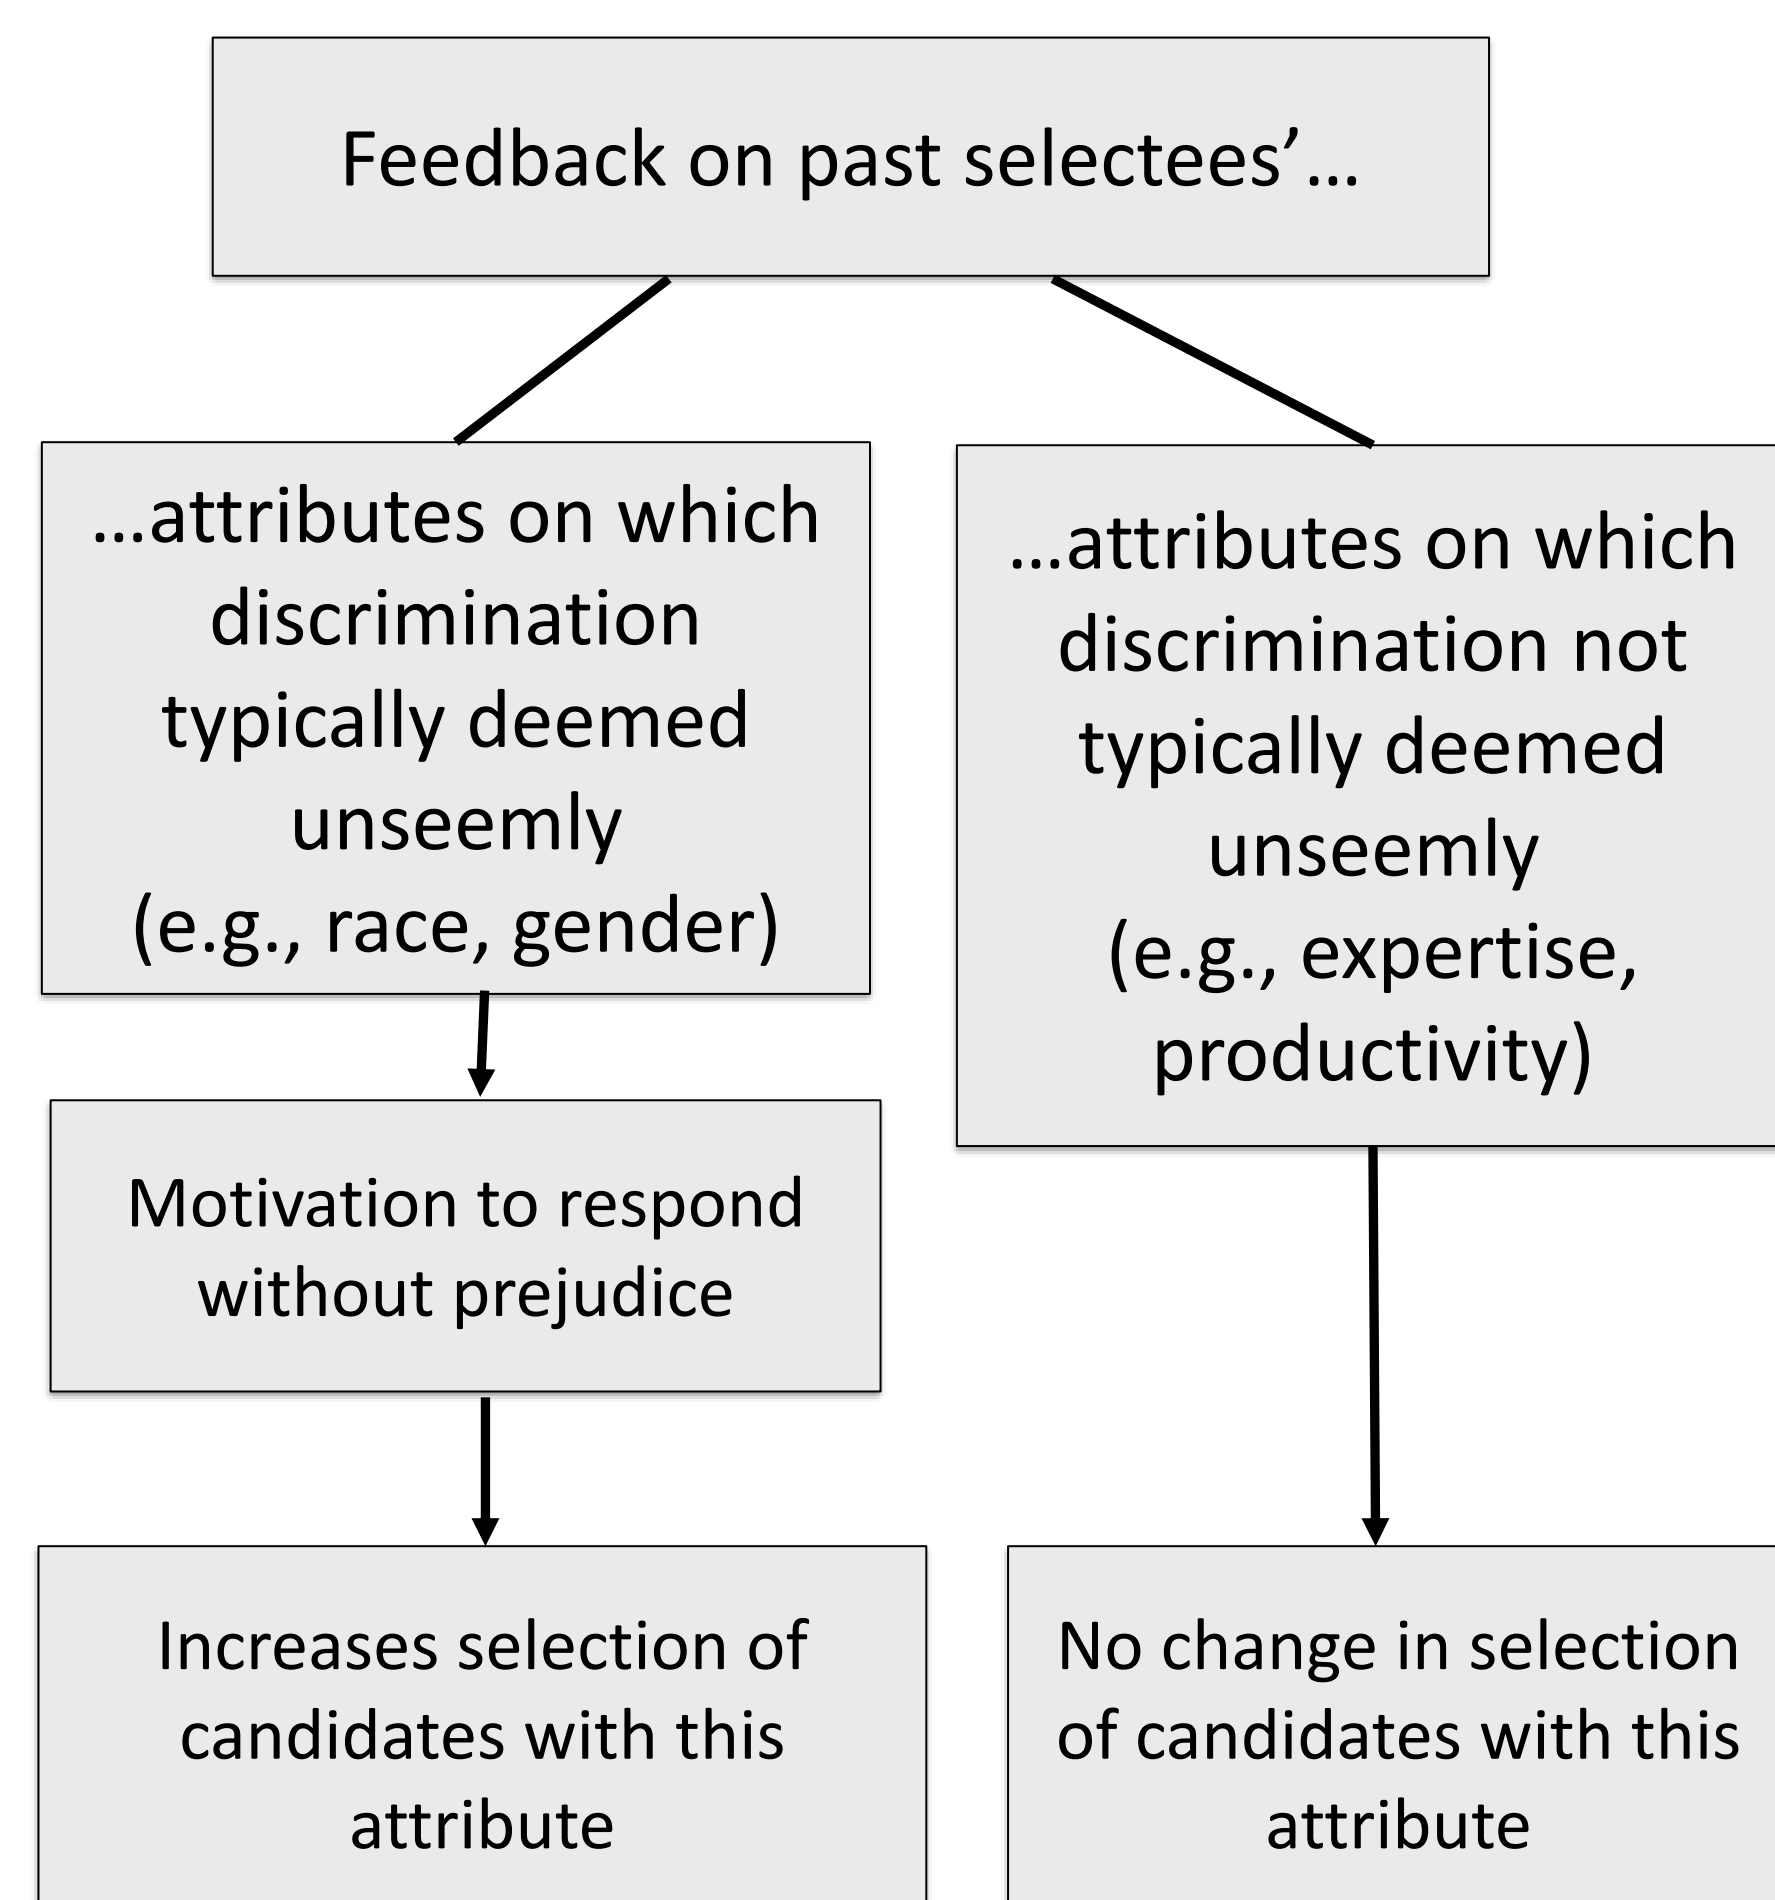 Feedback on past selectees’…
…attributes on which
discrimination
typically deemed
unseemly
(e.g., race, gender)
…attributes on which
discrimination not
typically deemed
unseemly
(e.g., expertise,
productivity)
Motivation to respond
without prejudice
Increases selection of
candidates with this
attribute
No change in selection
of candidates with this
attribute